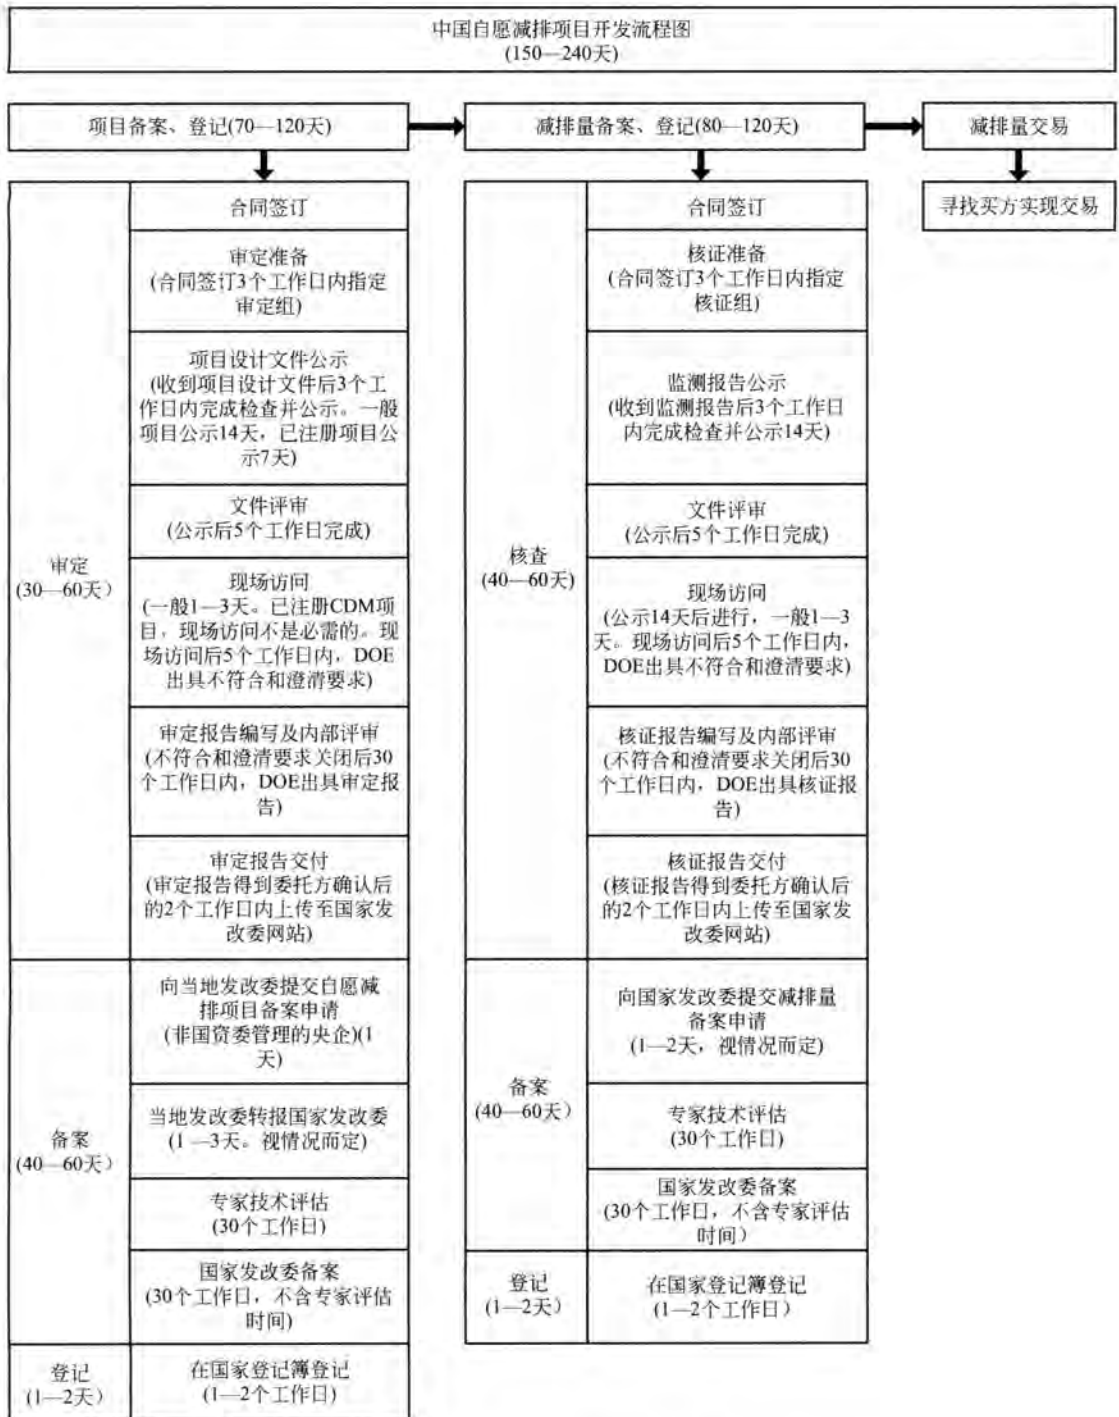 中国自愿减排项目开发流程图
(150—240天)
项目备案、登记(70—120天)
减排量备案、登记(80—120天)
减排量交易
审定
(30—60天)
合同签订
审定准备
(合同签订3个工作日内指定
审定组)
项目设计文件公示
(收到项目设计文件后3个工
作日内完成检查并公示。一般
项目公示14天，已注册项目公
示7天)
文件评审
(公示后5个工作日完成)
现场访问
(一般1—3天。已注册CDM项
目，现场访问不是必需的。现
场访问后5个工作日内，DOE
出具不符合和澄清要求)
审定报告编写及内部评审
(不符合和澄清要求关闭后30
个工作日内，DOE出具审定报
告)
审定报告交付
(审定报告得到委托方确认后
的2个工作日内上传至国家发
改委网站)
备案
(40—60天)
向当地发改委提交自愿减
排项目备案申请
(非国资委管理的央企)(1
天)
当地发改委转报国家发改委
(1—3天。视情况而定)
专家技术评估
(30个工作日)
国家发改委备案
(30个工作日，不含专家评估
时间)
登记
(1—2天)
在国家登记簿登记
(1—2个工作日)
核查
(40—60天)
合同签订
核证准备
(合同签订3个工作日内指定
核证组)
监测报告公示
(收到监测报告后3个工作日
内完成检查并公示14天)
文件评审
(公示后5个工作日完成)
现场访问
(公示14天后进行，一般1—3
天。现场访问后5个工作日内，
DOE出具不符合和澄清要求)
核证报告编写及内部评审
(不符合和澄清要求关闭后30
个工作日内，DOE出具核证报
告)
核证报告交付
(核证报告得到委托方确认后
的2个工作日内上传至国家发
改委网站)
备案
(40—60天)
向国家发改委提交减排量
备案申请
(1—2天，视情况而定)
专家技术评估
(30个工作日)
国家发改委备案
(30个工作日，不含专家评估
时间)
登记
(1—2天)
在国家登记簿登记
(1—2个工作日)
寻找买方实现交易